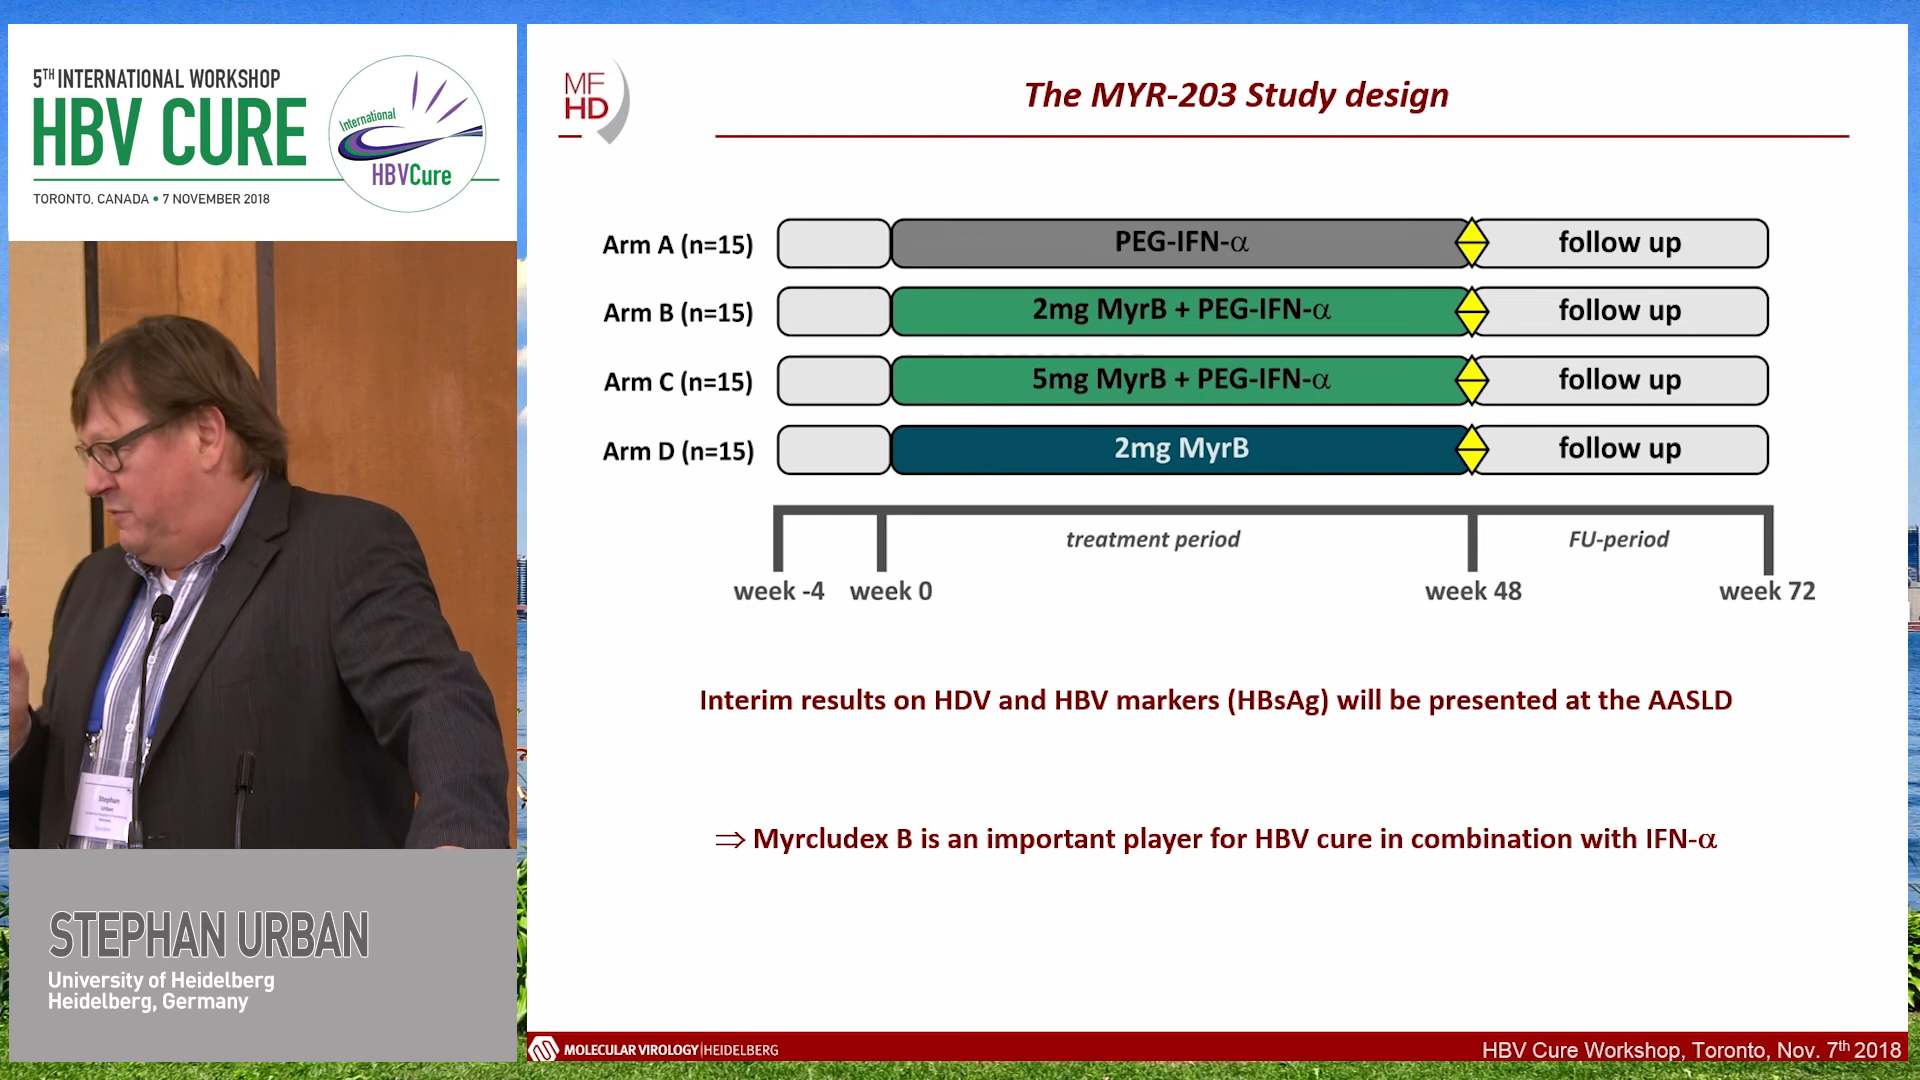 5TH INTERNATIONAL WORKSHOP
HBV CURE
TORONTO, CANADA • 7 NOVEMBER 2018
International
HBVCure
Stephan
Urban
STEPHAN URBAN
University of Heidelberg
Heidelberg, Germany
MF
HD
The MYR-203 Study design
Arm A (n=15) PEG-IFN-α follow up
Arm B (n=15) 2mg MyrB + PEG-IFN-α follow up
Arm C (n=15) 5mg MyrB + PEG-IFN-α follow up
Arm D (n=15) 2mg MyrB follow up
treatment period FU-period
week -4 week 0 week 48 week 72
Interim results on HDV and HBV markers (HBsAg) will be presented at the AASLD
⇒ Myrcludex B is an important player for HBV cure in combination with IFN-α
MOLECULAR VIROLOGY|HEIDELBERG
HBV Cure Workshop, Toronto, Nov. 7th 2018